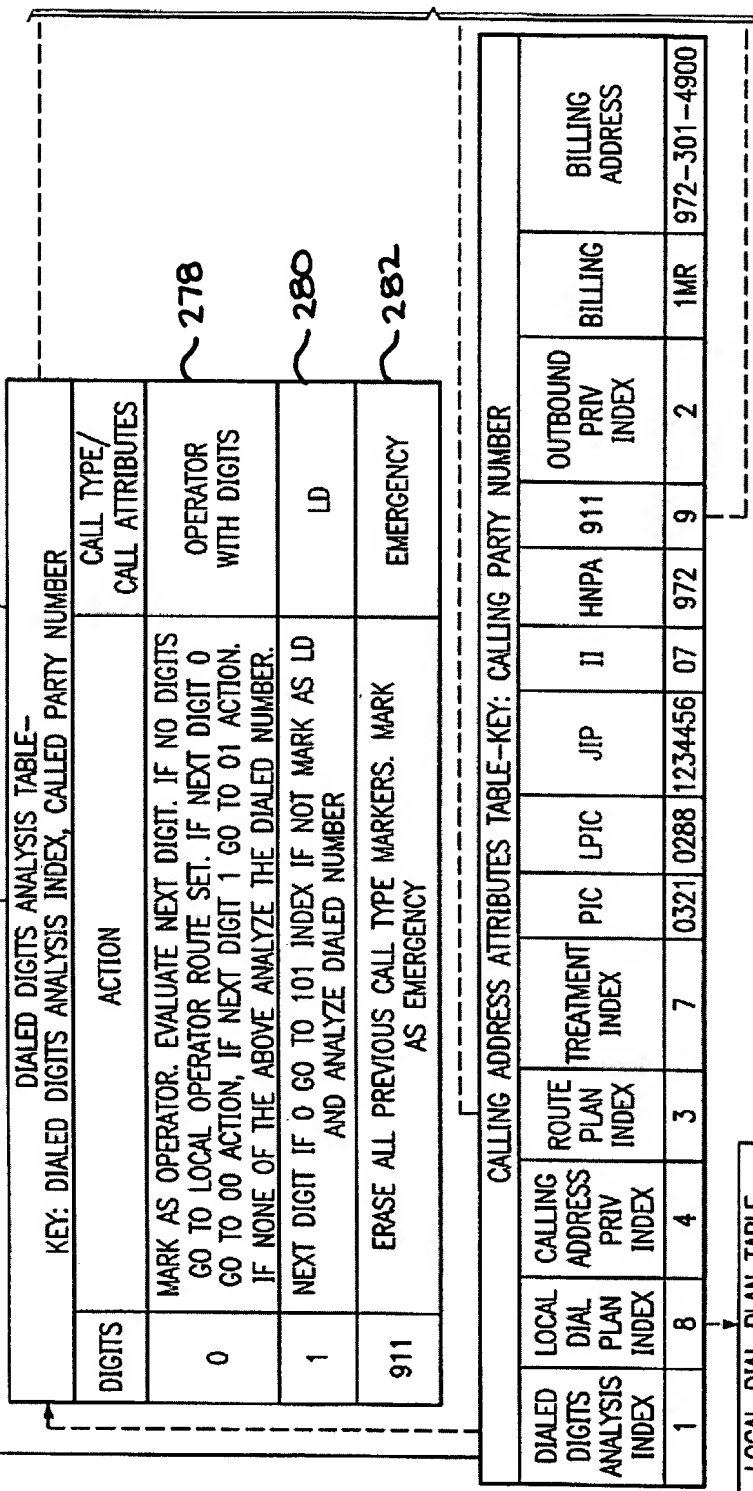 DIALED DIGITS ANALYSIS TABLE–
KEY: DIALED DIGITS ANALYSIS INDEX, CALLED PARTY NUMBER
DIGITS
ACTION
CALL TYPE/
CALL ATTRIBUTES
0
MARK AS OPERATOR. EVALUATE NEXT DIGIT. IF NO DIGITS
GO TO LOCAL OPERATOR ROUTE SET. IF NEXT DIGIT 0
GO TO 00 ACTION, IF NEXT DIGIT 1 GO TO 01 ACTION.
IF NONE OF THE ABOVE ANALYZE THE DIALED NUMBER.
OPERATOR
WITH DIGITS
278
1
NEXT DIGIT IF 0 GO TO 101 INDEX IF NOT MARK AS LD
AND ANALYZE DIALED NUMBER
LD
280
911
ERASE ALL PREVIOUS CALL TYPE MARKERS. MARK
AS EMERGENCY
EMERGENCY
282
CALLING ADDRESS ATTRIBUTES TABLE–KEY: CALLING PARTY NUMBER
DIALED
DIGITS
ANALYSIS
INDEX
LOCAL
DIAL
PLAN
INDEX
CALLING
ADDRESS
PRIV
INDEX
ROUTE
PLAN
INDEX
TREATMENT
INDEX
PIC
LPIC
JIP
II
HNPA
911
OUTBOUND
PRIV
INDEX
BILLING
BILLING
ADDRESS
1
8
4
3
7
0321
0288
1234456
07
972
9
2
1MR
972–301–4900
LOCAL DIAL PLAN TABLE